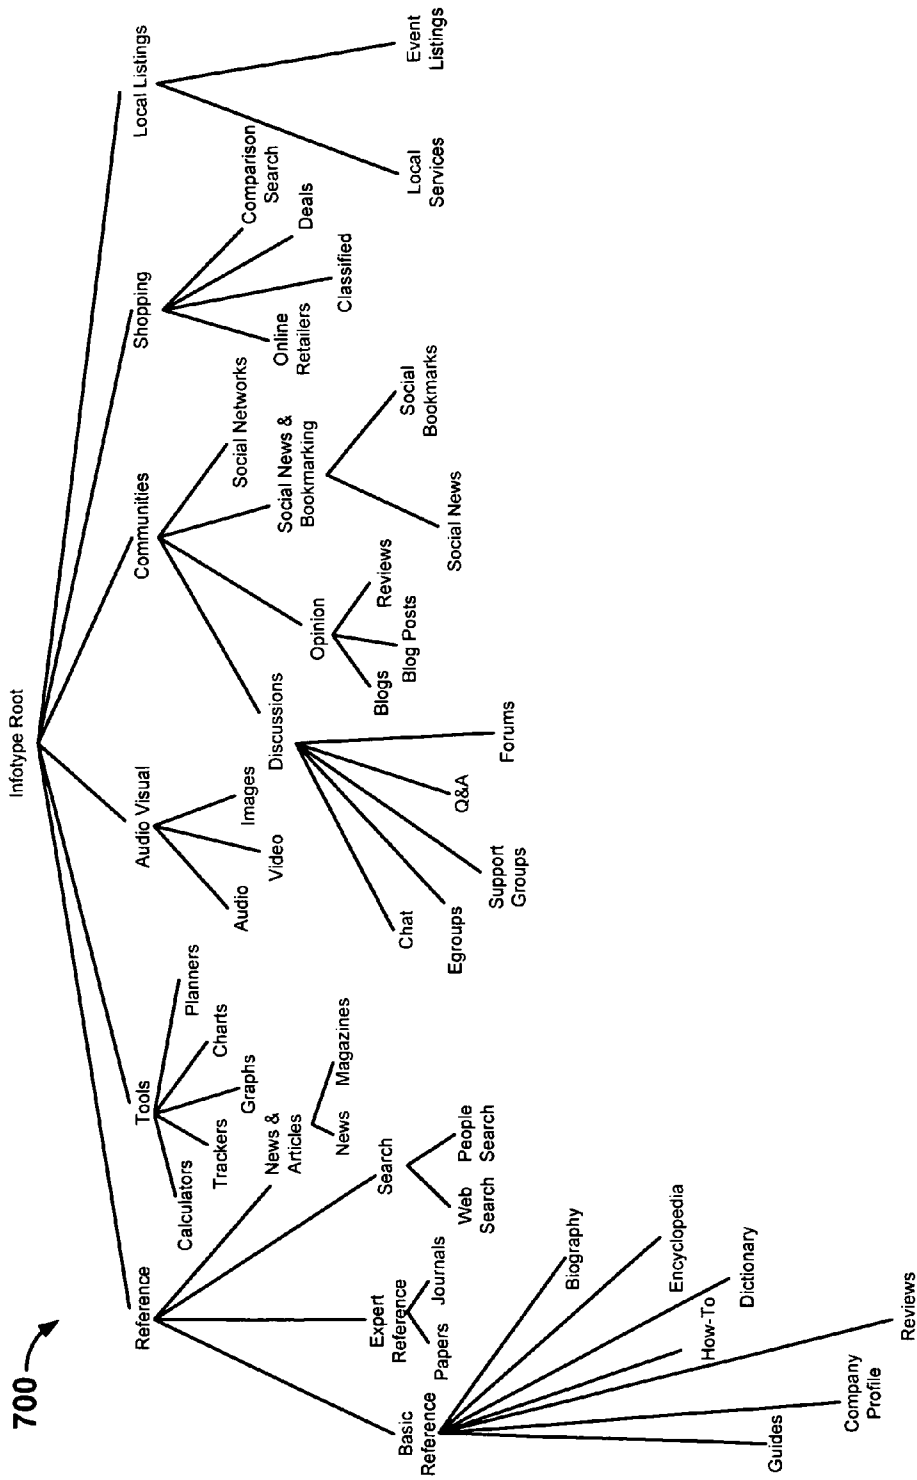 700
Infotype Root
Reference
Tools
Audio Visual
Communities
Shopping
Local Listings
Basic
Reference
Expert
Reference
Search
News &
Articles
Guides
Company
Profile
Reviews
How-To
Dictionary
Encyclopedia
Biography
Papers
Journals
Web
Search
People
Search
News
Magazines
Calculators
Trackers
Graphs
Charts
Planners
Audio
Video
Images
Discussions
Opinion
Social News &
Bookmarking
Social Networks
Chat
Egroups
Support
Groups
Q&A
Forums
Blogs
Blog Posts
Reviews
Social News
Social
Bookmarks
Online
Retailers
Classified
Deals
Comparison
Search
Local
Services
Event
Listings